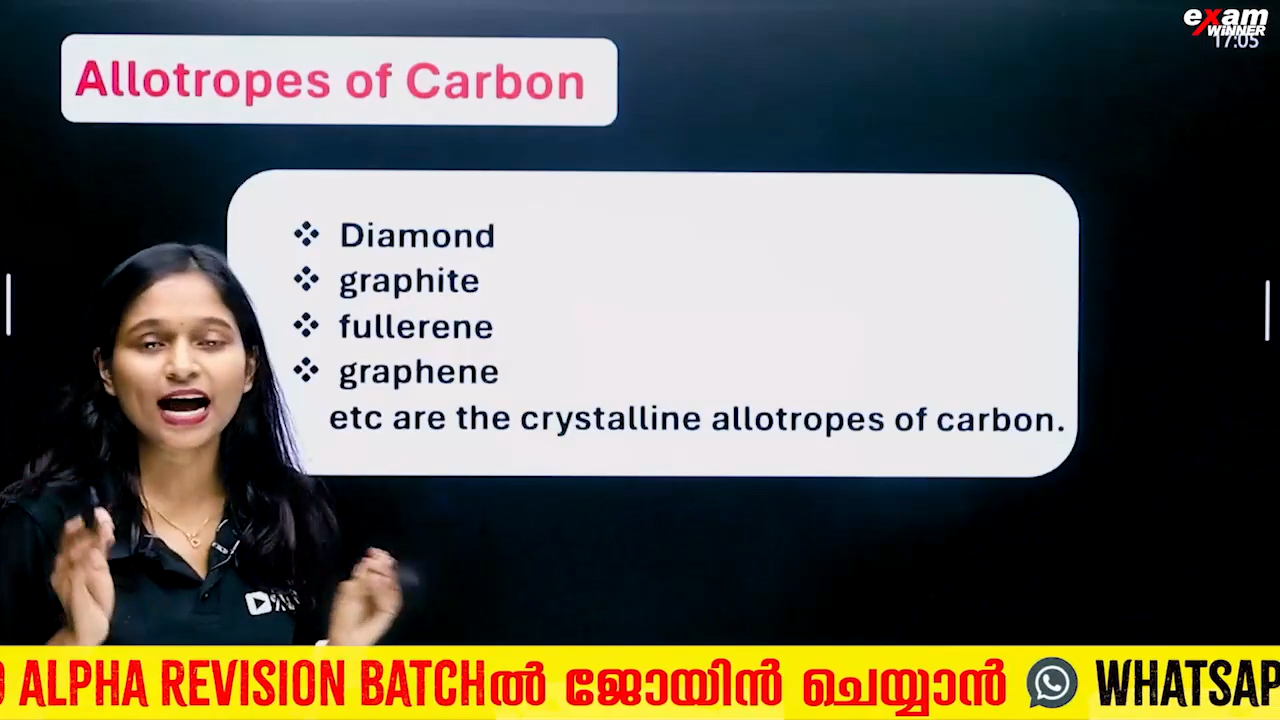 exam
WINNER
17:05
Allotropes of Carbon
❖ Diamond
❖ graphite
❖ fullerene
❖ graphene
etc are the crystalline allotropes of carbon.
ALPHA REVISION BATCHൽ ജോയിൻ ചെയ്യാൻ WHATSAP